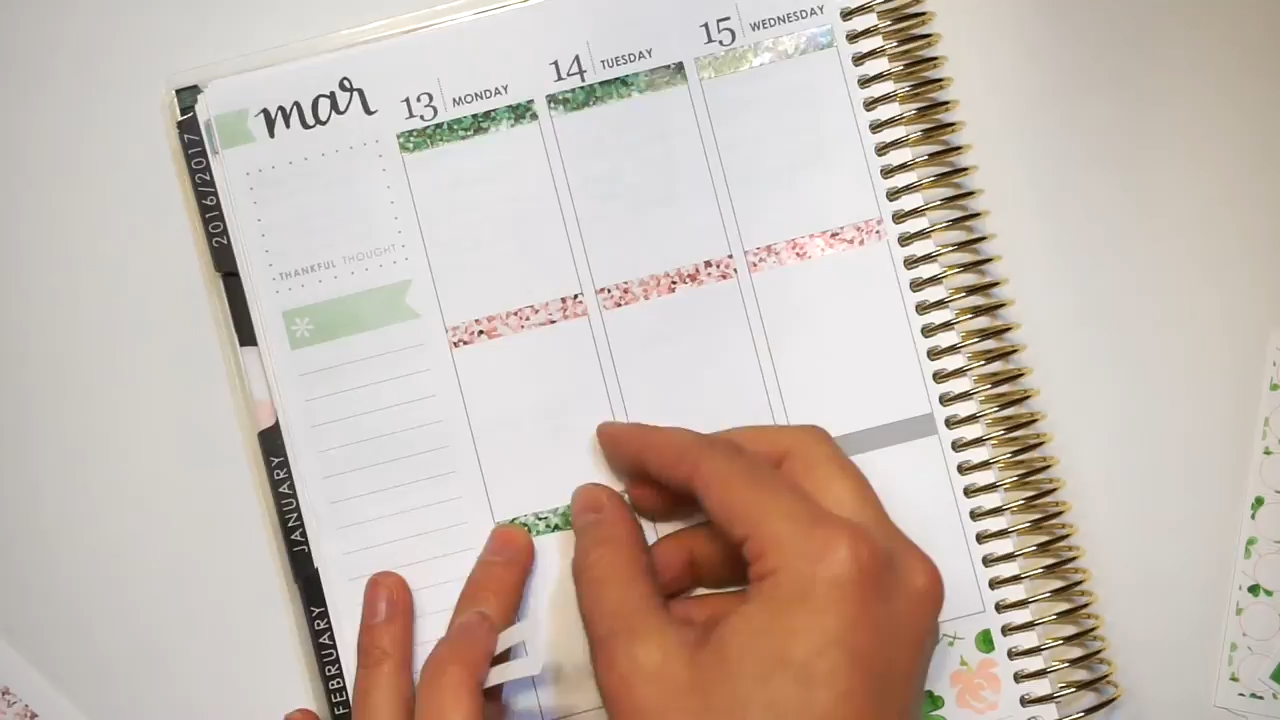 mar
13 MONDAY
14 TUESDAY
15 WEDNESDAY
THANKFUL THOUGHT
2016/2017
JANUARY
FEBRUARY